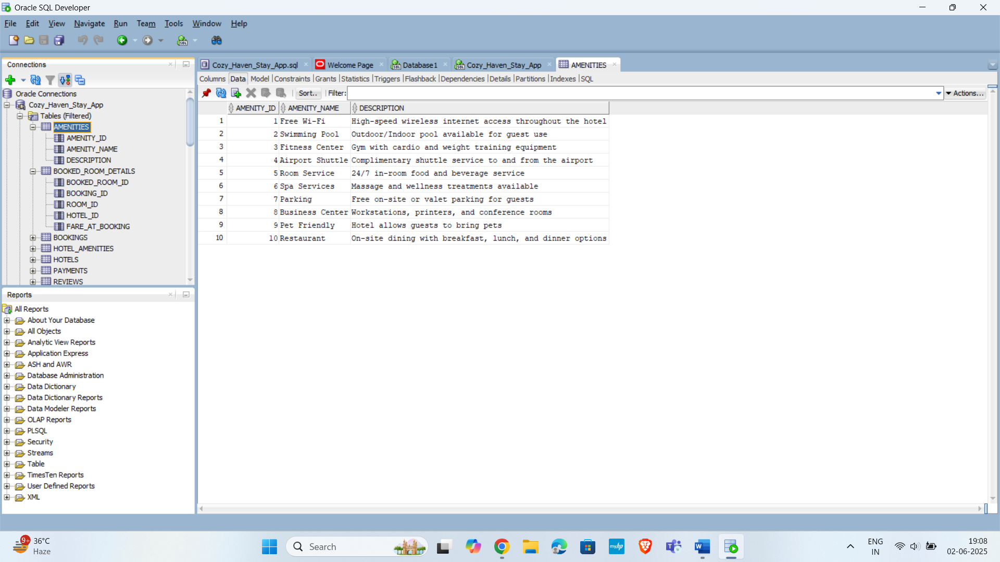 Oracle SQL Developer
File Edit View Navigate Run Team Tools Window Help
Connections
Oracle Connections
Cozy_Haven_Stay_App
Tables (Filtered)
AMENITIES
AMENITY_ID
AMENITY_NAME
DESCRIPTION
BOOKED_ROOM_DETAILS
BOOKED_ROOM_ID
BOOKING_ID
ROOM_ID
HOTEL_ID
FARE_AT_BOOKING
BOOKINGS
HOTEL_AMENITIES
HOTELS
PAYMENTS
REVIEWS
Reports
All Reports
About Your Database
All Objects
Analytic View Reports
Application Express
ASH and AWR
Database Administration
Data Dictionary
Data Dictionary Reports
Data Modeler Reports
OLAP Reports
PLSQL
Security
Streams
Table
TimesTen Reports
User Defined Reports
XML
Cozy_Haven_Stay_App.sql Welcome Page Database1 Cozy_Haven_Stay_App AMENITIES
Columns Data Model Constraints Grants Statistics Triggers Flashback Dependencies Details Partitions Indexes SQL
Sort.. Filter: Actions...
AMENITY_ID AMENITY_NAME DESCRIPTION
1 1 Free Wi-Fi High-speed wireless internet access throughout the hotel
2 2 Swimming Pool Outdoor/Indoor pool available for guest use
3 3 Fitness Center Gym with cardio and weight training equipment
4 4 Airport Shuttle Complimentary shuttle service to and from the airport
5 5 Room Service 24/7 in-room food and beverage service
6 6 Spa Services Massage and wellness treatments available
7 7 Parking Free on-site or valet parking for guests
8 8 Business Center Workstations, printers, and conference rooms
9 9 Pet Friendly Hotel allows guests to bring pets
10 10 Restaurant On-site dining with breakfast, lunch, and dinner options
9+
36°C
Haze
Search
myhp
ENG
IN
19:08
02-06-2025